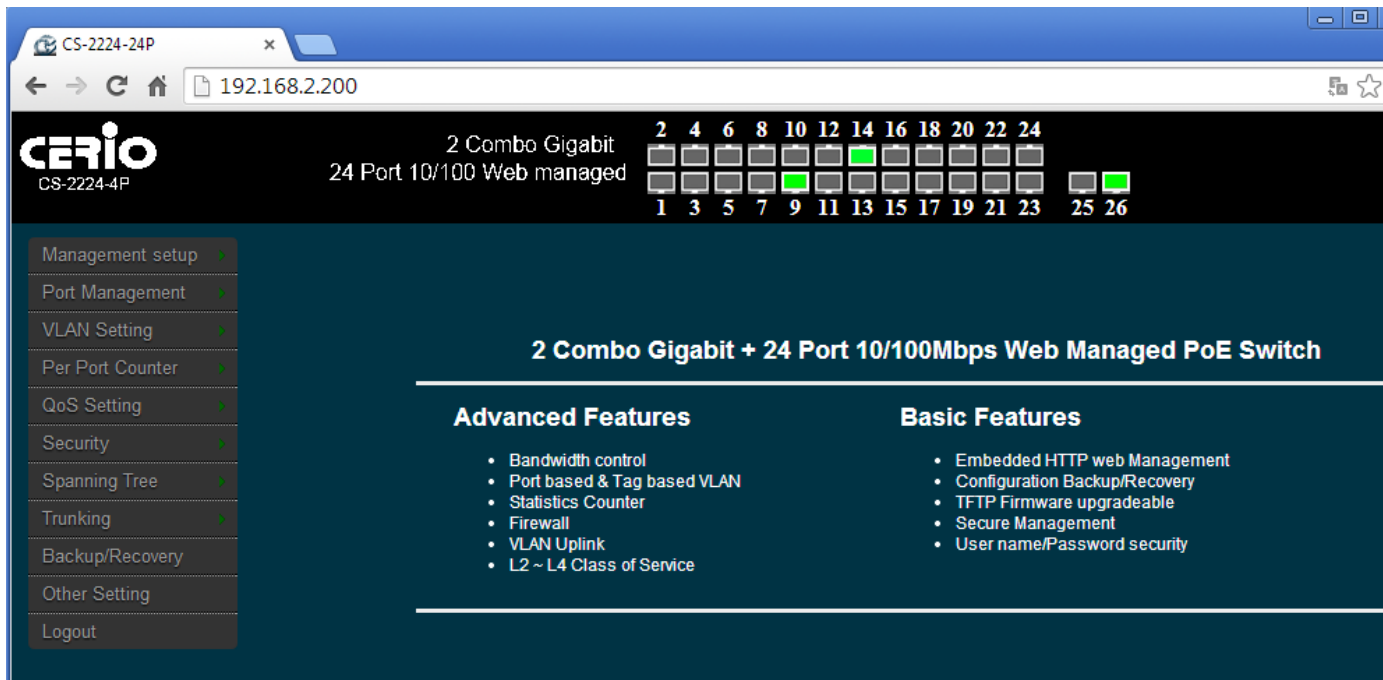 CS-2224-24P
192.168.2.200
CERIO
CS-2224-4P
2 Combo Gigabit
24 Port 10/100 Web managed
2 4 6 8 10 12 14 16 18 20 22 24
1 3 5 7 9 11 13 15 17 19 21 23 25 26
Management setup
Port Management
VLAN Setting
Per Port Counter
QoS Setting
Security
Spanning Tree
Trunking
Backup/Recovery
Other Setting
Logout
2 Combo Gigabit + 24 Port 10/100Mbps Web Managed PoE Switch
Advanced Features
• Bandwidth control
• Port based & Tag based VLAN
• Statistics Counter
• Firewall
• VLAN Uplink
• L2 ~ L4 Class of Service
Basic Features
• Embedded HTTP web Management
• Configuration Backup/Recovery
• TFTP Firmware upgradeable
• Secure Management
• User name/Password security